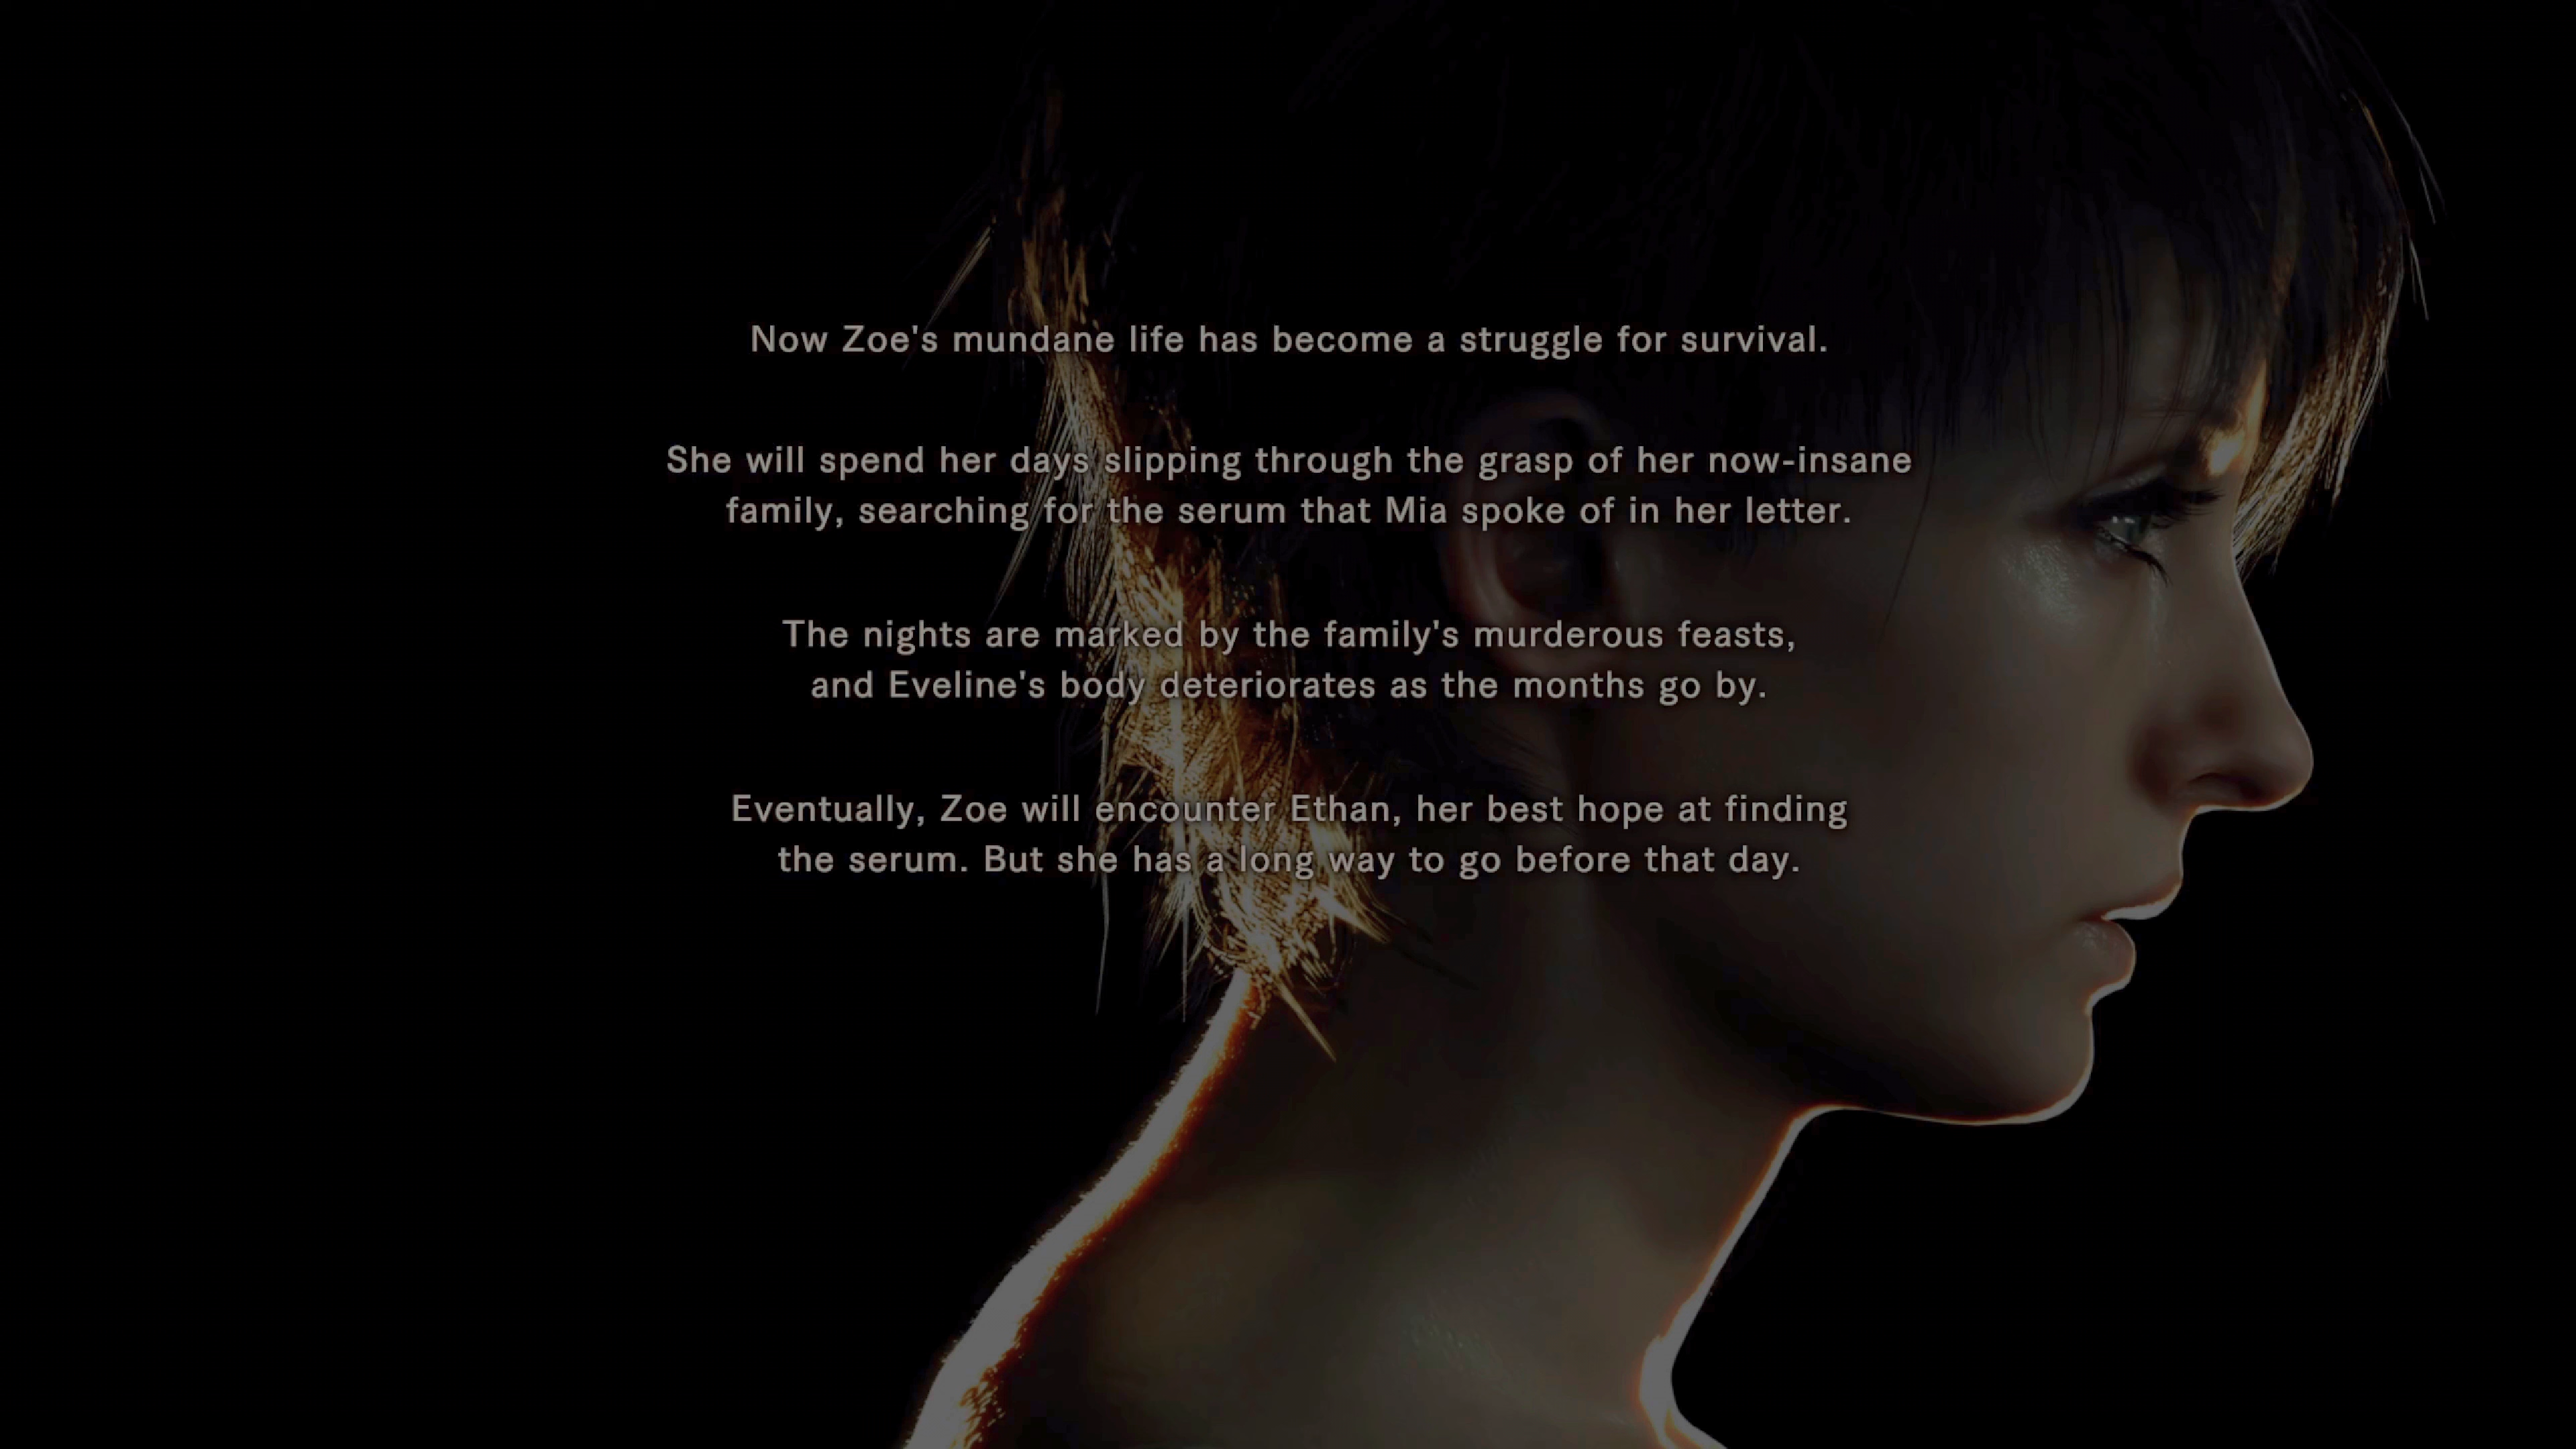 Now Zoe's mundane life has become a struggle for survival.
She will spend her days slipping through the grasp of her now-insane
family, searching for the serum that Mia spoke of in her letter.
The nights are marked by the family's murderous feasts,
and Eveline's body deteriorates as the months go by.
Eventually, Zoe will encounter Ethan, her best hope at finding
the serum. But she has a long way to go before that day.